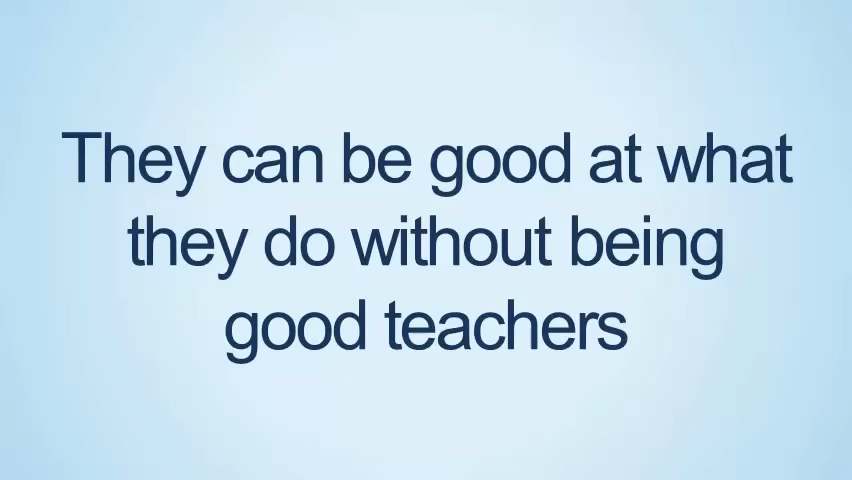 They can be good at what
they do without being
good teachers